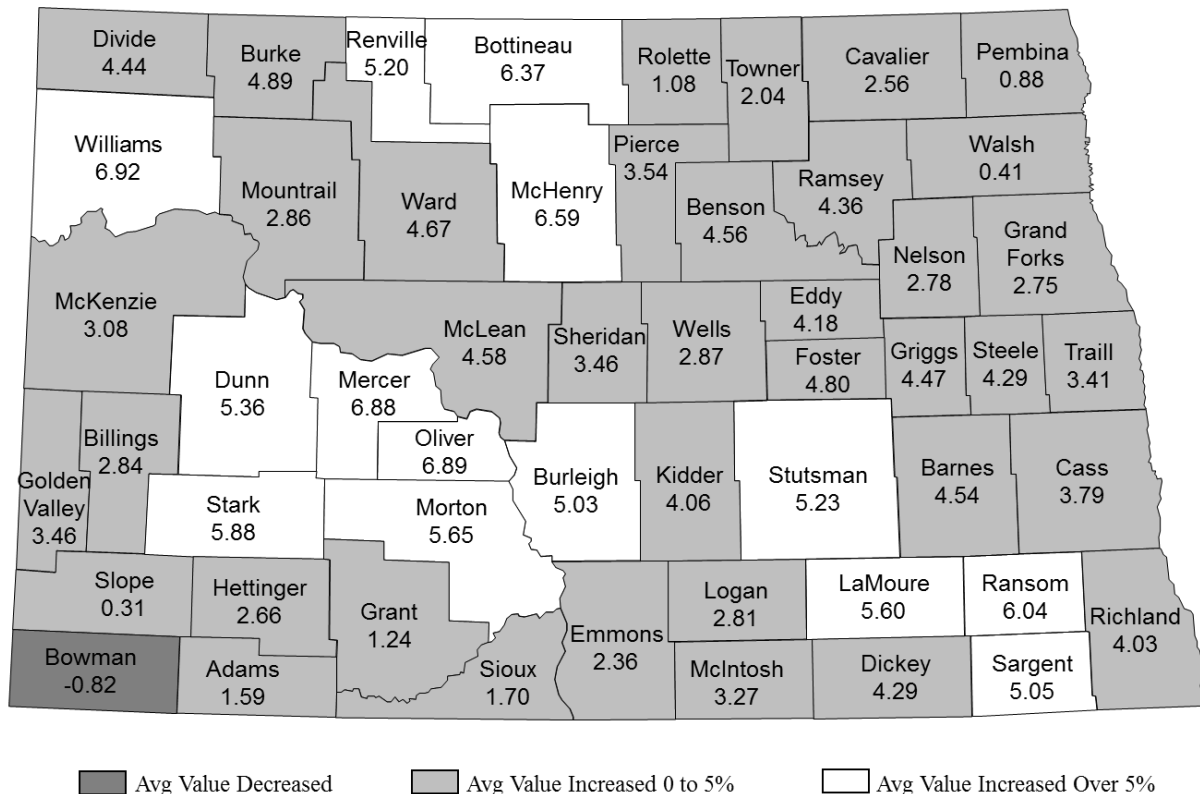 Divide
4.44
Burke
4.89
Renville
5.20
Bottineau
6.37
Rolette
1.08
Towner
2.04
Cavalier
2.56
Pembina
0.88
Williams
6.92
Mountrail
2.86
Ward
4.67
McHenry
6.59
Pierce
3.54
Benson
4.56
Ramsey
4.36
Walsh
0.41
Nelson
2.78
Grand
Forks
2.75
McKenzie
3.08
Dunn
5.36
Mercer
6.88
Oliver
6.89
McLean
4.58
Sheridan
3.46
Wells
2.87
Eddy
4.18
Foster
4.80
Griggs
4.47
Steele
4.29
Traill
3.41
Golden
Valley
3.46
Billings
2.84
Stark
5.88
Morton
5.65
Burleigh
5.03
Kidder
4.06
Stutsman
5.23
Barnes
4.54
Cass
3.79
Slope
0.31
Hettinger
2.66
Grant
1.24
Bowman
-0.82
Adams
1.59
Sioux
1.70
Emmons
2.36
Logan
2.81
McIntosh
3.27
LaMoure
5.60
Dickey
4.29
Ransom
6.04
Sargent
5.05
Richland
4.03
Avg Value Decreased
Avg Value Increased 0 to 5%
Avg Value Increased Over 5%